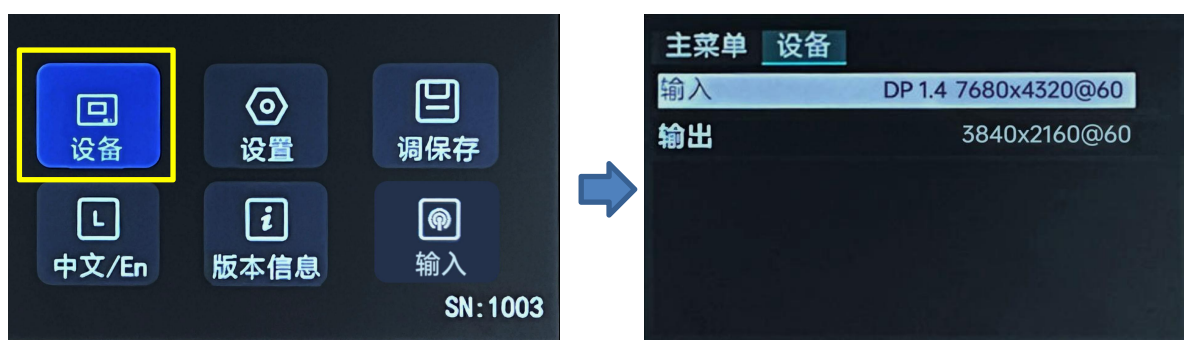 设备
设置
调保存
中文/En
版本信息
输入
SN:1003
主菜单 设备
输入 DP 1.4 7680x4320@60
输出 3840x2160@60